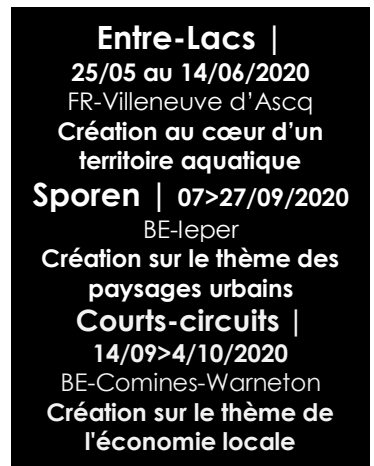 Entre-Lacs |
25/05 au 14/06/2020
FR-Villeneuve d’Ascq
Création au cœur d’un
territoire aquatique
Sporen | 07>27/09/2020
BE-Ieper
Création sur le thème des
paysages urbains
Courts-circuits |
14/09>4/10/2020
BE-Comines-Warneton
Création sur le thème de
l'économie locale